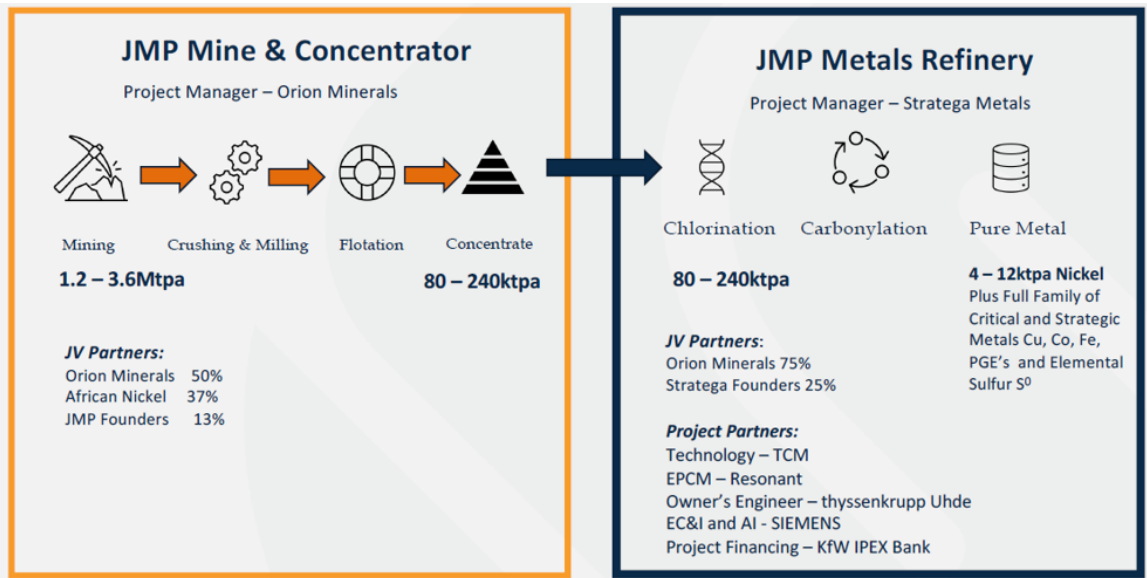 JMP Mine & Concentrator
Project Manager – Orion Minerals
Mining
Crushing & Milling
Flotation
Concentrate
1.2 – 3.6Mtpa
80 – 240ktpa
JV Partners:
Orion Minerals 50%
African Nickel 37%
JMP Founders 13%
JMP Metals Refinery
Project Manager – Stratega Metals
Chlorination
Carbonylation
Pure Metal
80 – 240ktpa
4 – 12ktpa Nickel
Plus Full Family of
Critical and Strategic
Metals Cu, Co, Fe,
PGE's and Elemental
Sulfur S⁰
JV Partners:
Orion Minerals 75%
Stratega Founders 25%
Project Partners:
Technology – TCM
EPCM – Resonant
Owner's Engineer – thyssenkrupp Uhde
EC&I and AI - SIEMENS
Project Financing – KfW IPEX Bank